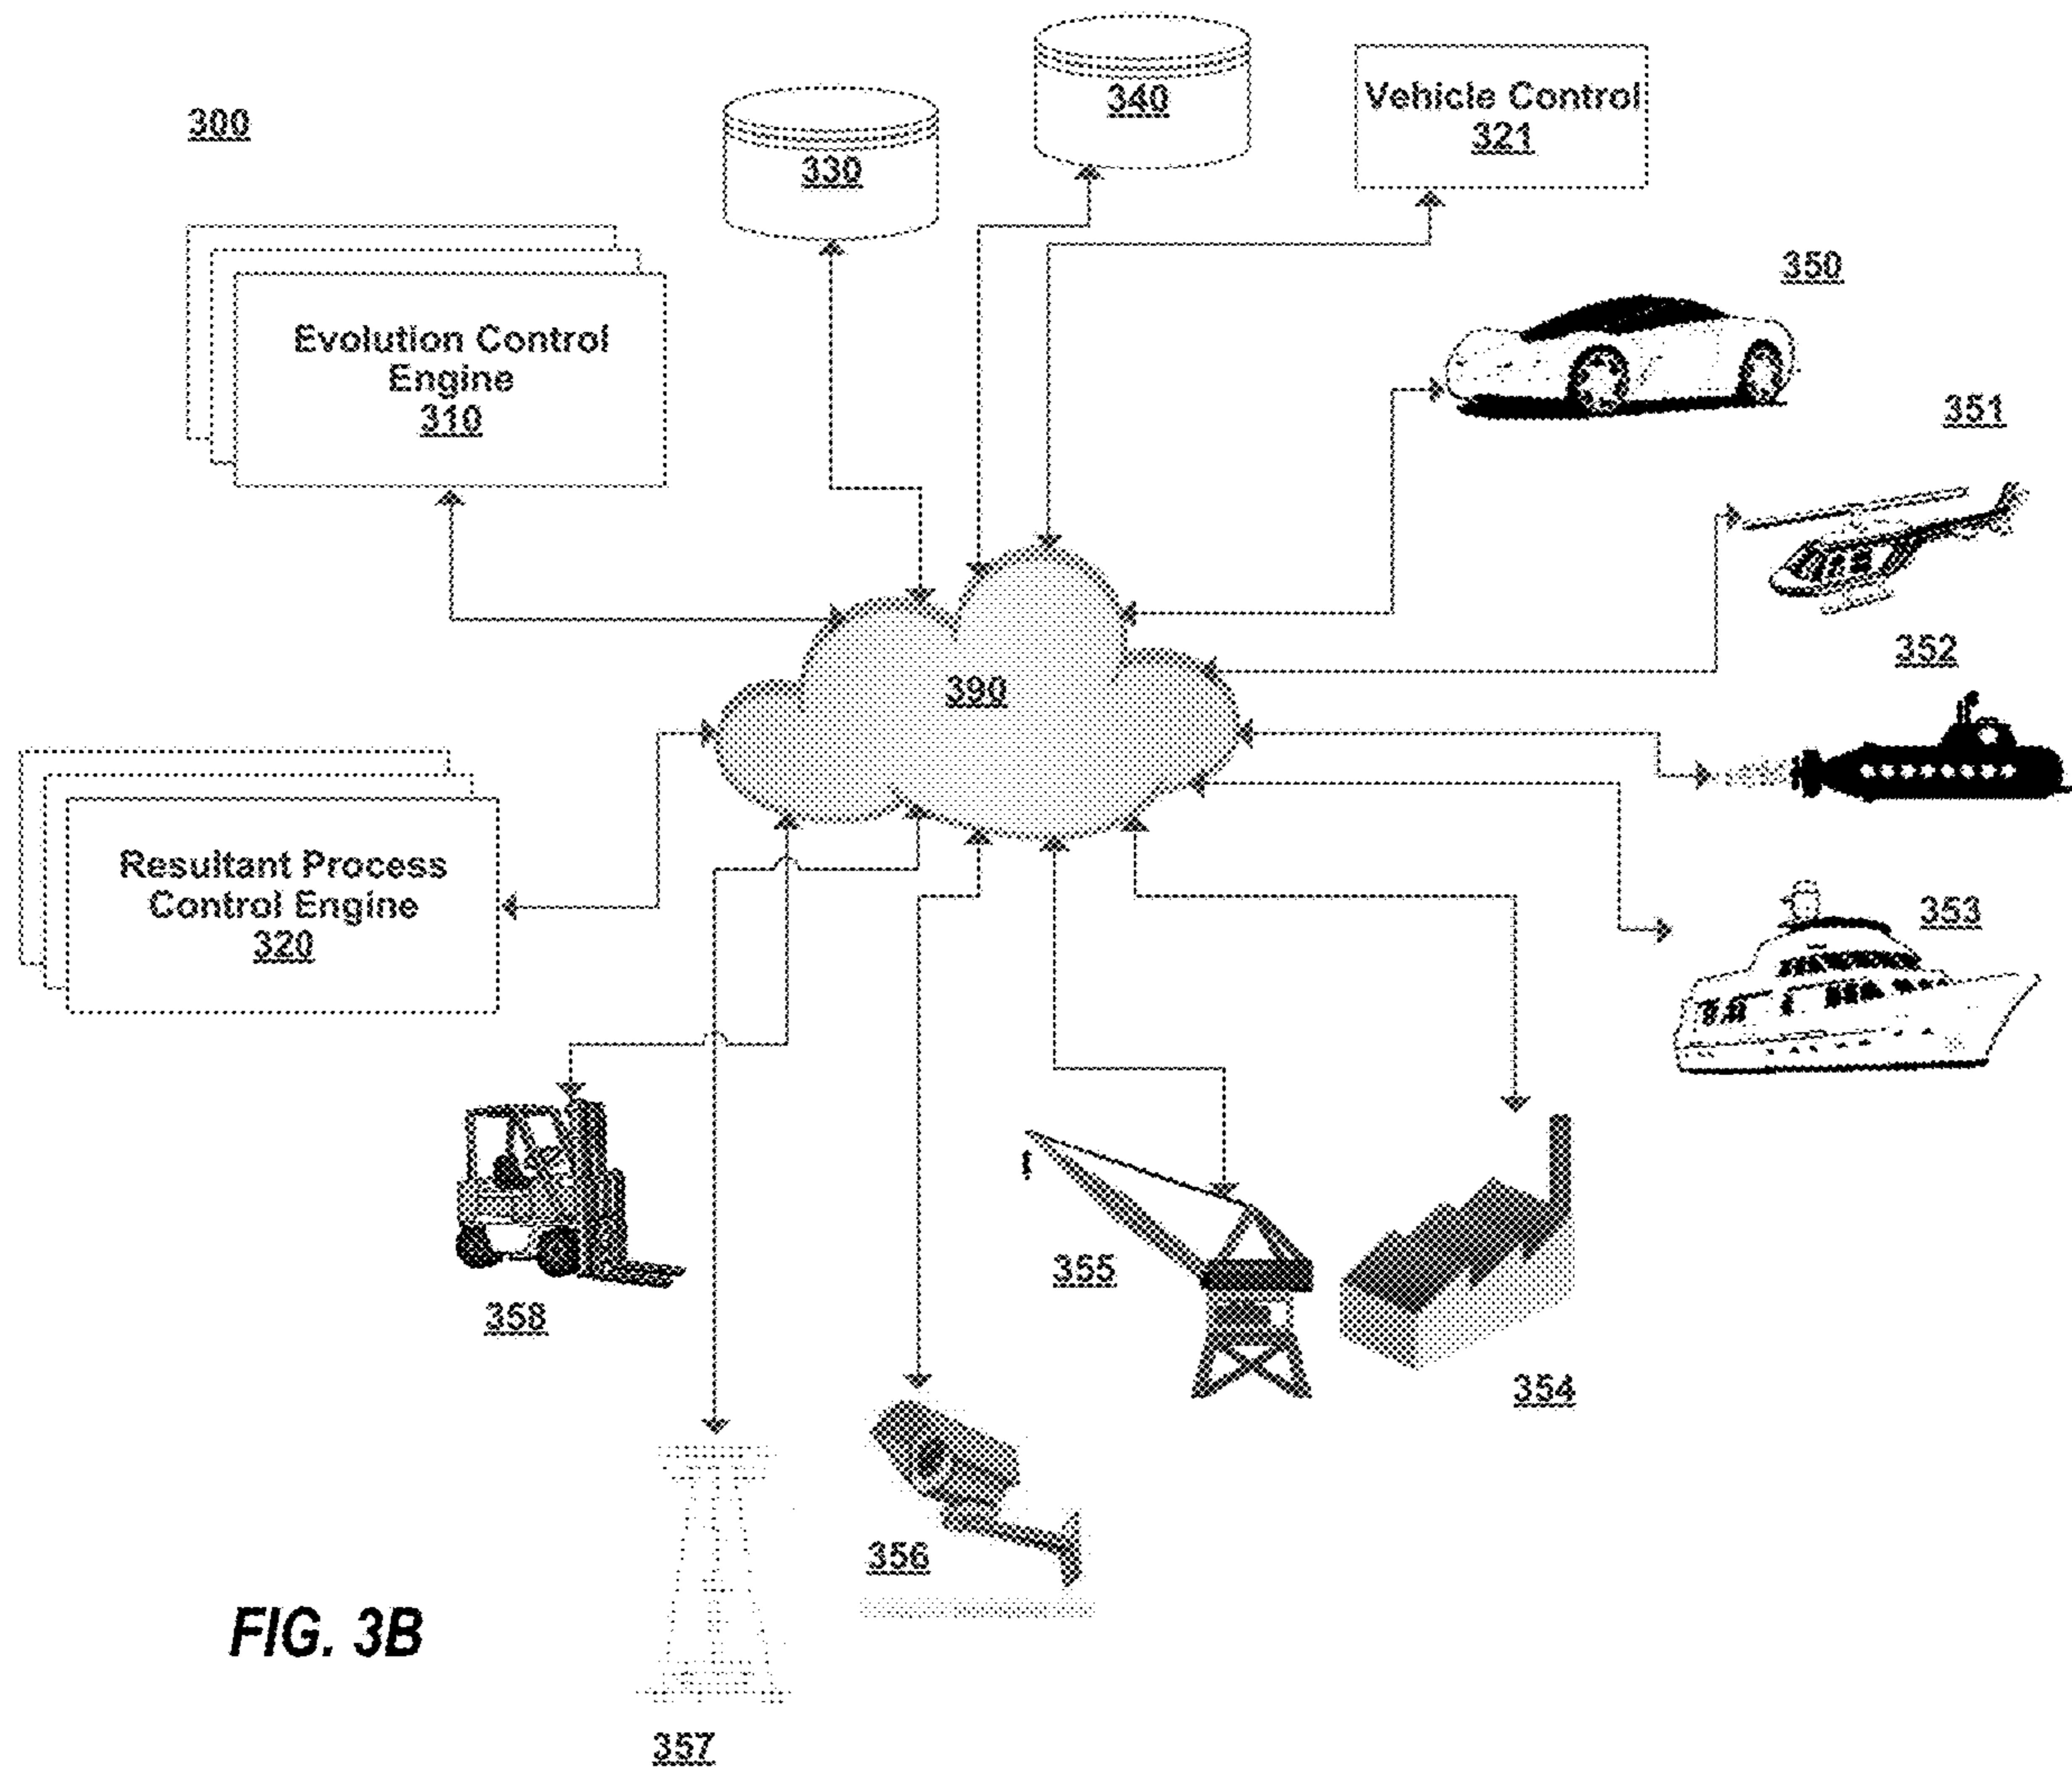 300
330
340
Vehicle Control
321
Evolution Control
Engine
310
350
351
352
390
Resultant Process
Control Engine
320
353
358
355
354
356
357
FIG. 3B